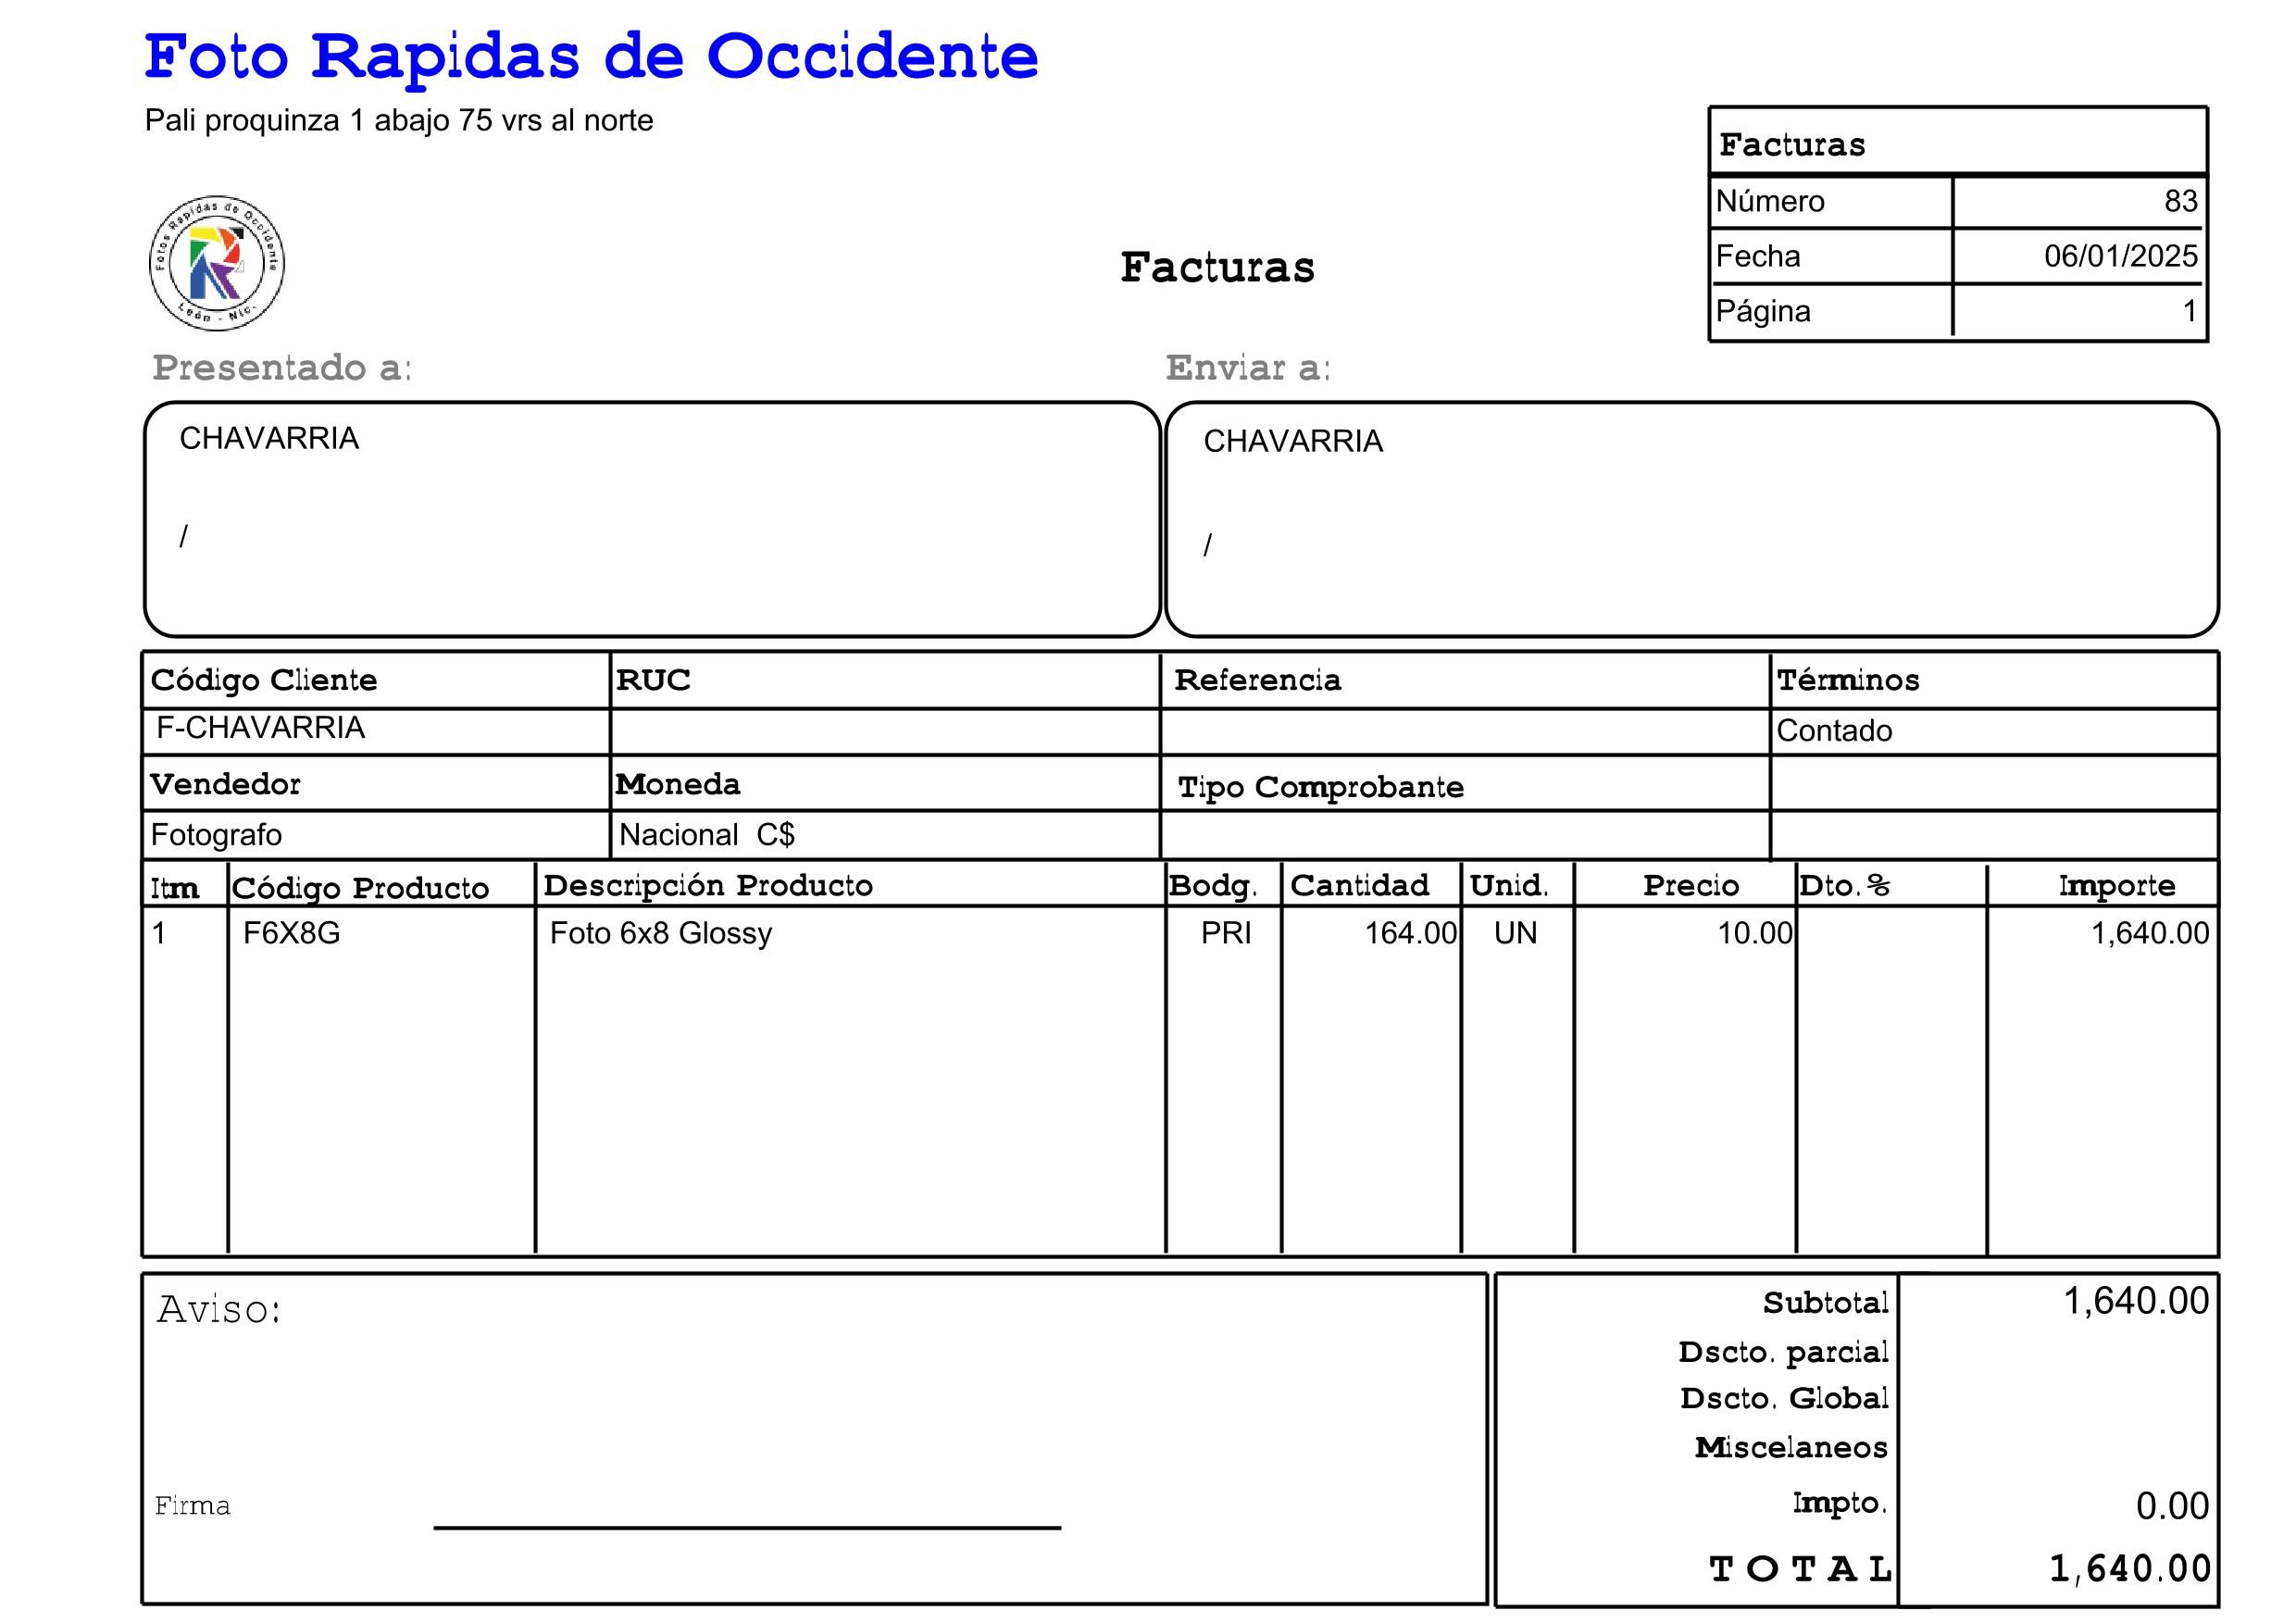 Foto Rapidas de Occidente
Pali proquinza 1 abajo 75 vrs al norte
Facturas
Número 83
Fecha 06/01/2025
Página 1
Fotos Rapidas de Occidente
León - Nic.
Facturas
Presentado a: Enviar a:
CHAVARRIA CHAVARRIA
/ /
Código Cliente RUC Referencia Términos
F-CHAVARRIA Contado
Vendedor Moneda Tipo Comprobante
Fotografo Nacional C$
Itm Código Producto Descripción Producto Bodg. Cantidad Unid. Precio Dto.% Importe
1 F6X8G Foto 6x8 Glossy PRI 164.00 UN 10.00 1,640.00
Aviso:
Subtotal 1,640.00
Dscto. parcial
Dscto. Global
Miscelaneos
Firma
Impto. 0.00
TOTAL 1,640.00